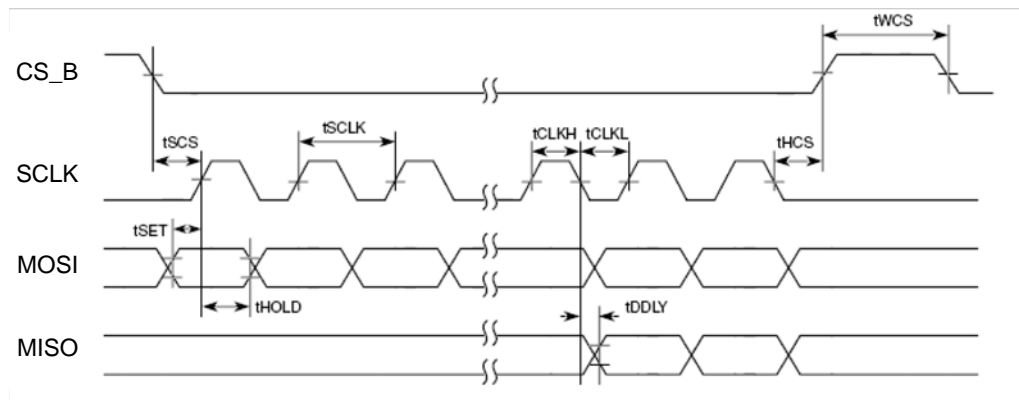 tWCS
CS_B
tSCS
tSCLK
tCLKH
tCLKL
tHCS
SCLK
tSET
MOSI
tHOLD
tDDLY
MISO